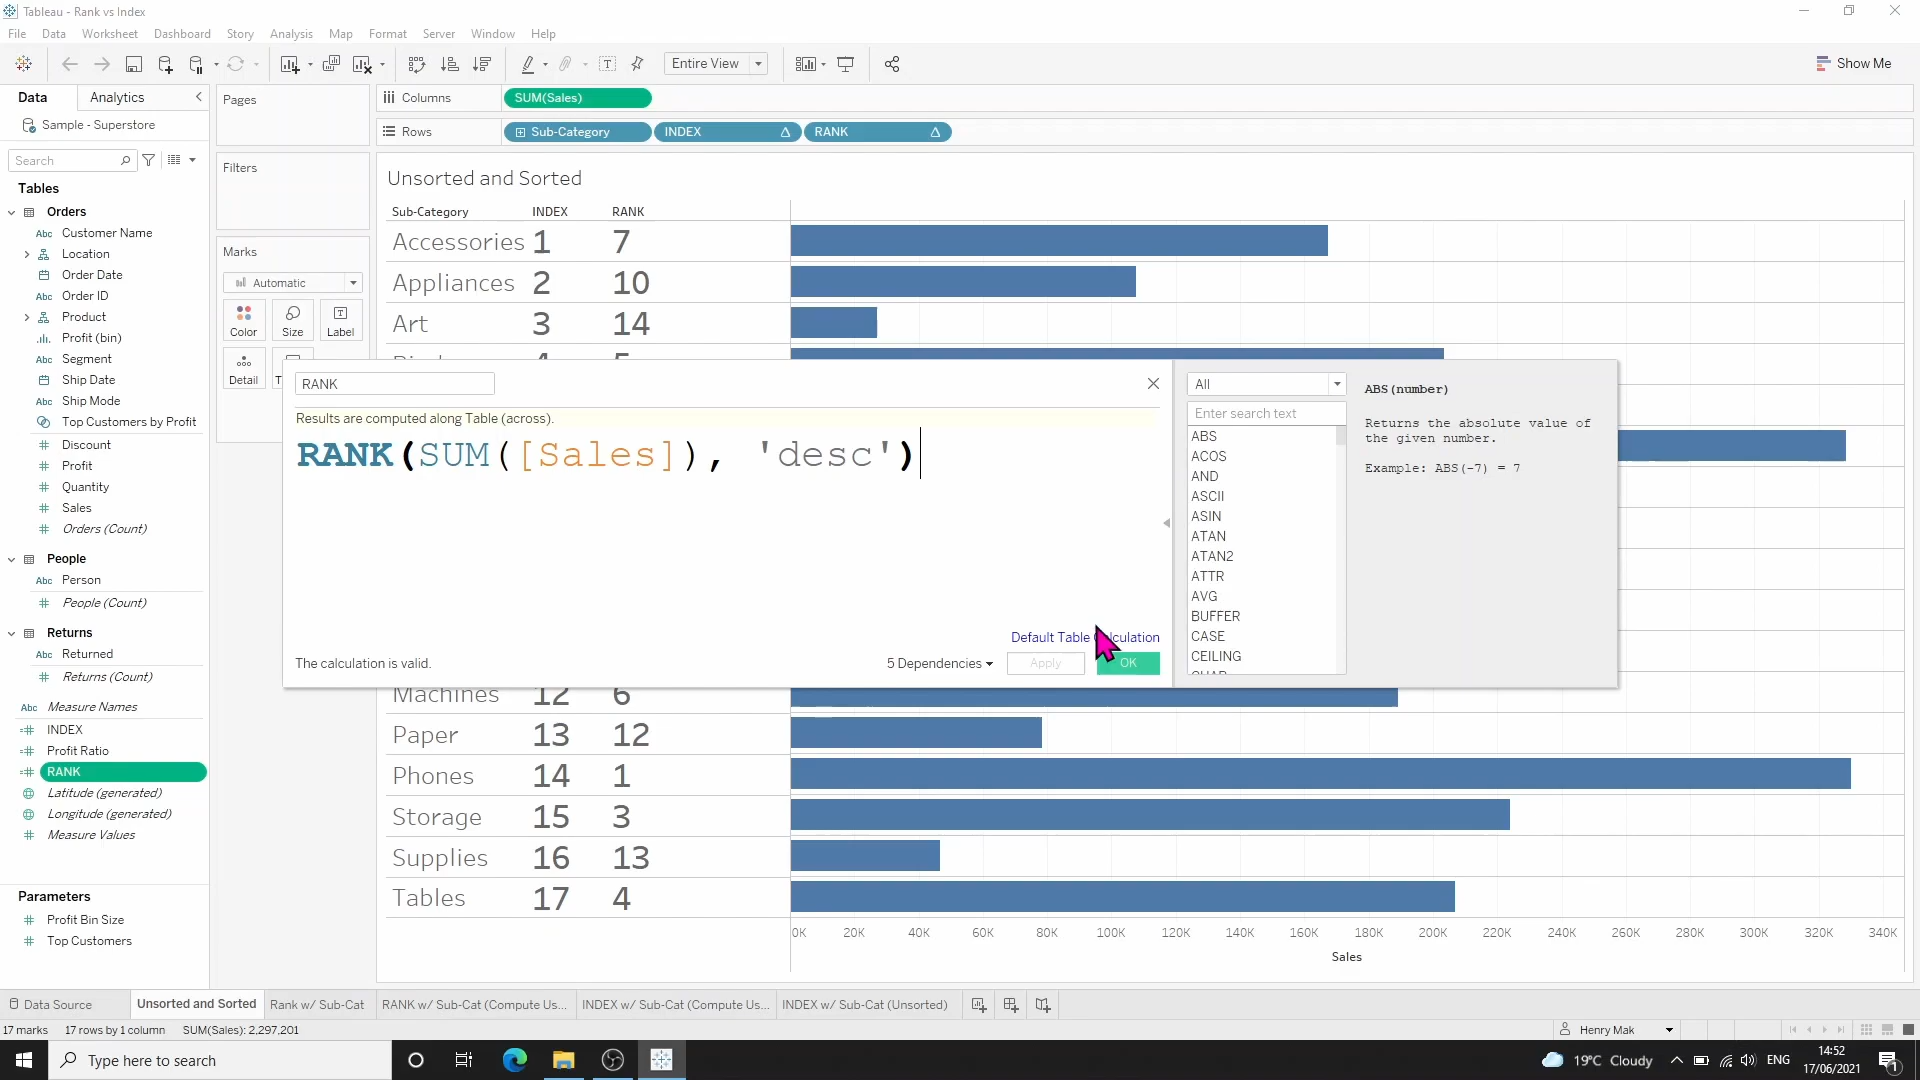 Tableau - Rank vs Index
File Data Worksheet Dashboard Story Analysis Map Format Server Window Help
Entire View
Show Me
Data Analytics
Pages
Columns SUM(Sales)
Sample - Superstore
Rows Sub-Category INDEX RANK
Search
Filters
Tables
Orders
Abc Customer Name
Location
Order Date
Abc Order ID
Product
Profit (bin)
Abc Segment
Ship Date
Abc Ship Mode
Top Customers by Profit
Discount
Profit
Quantity
Sales
Orders (Count)
People
Abc Person
People (Count)
Returns
Abc Returned
Returns (Count)
Abc Measure Names
INDEX
Profit Ratio
RANK
Latitude (generated)
Longitude (generated)
Measure Values
Parameters
Profit Bin Size
Top Customers
Marks
Automatic
Color Size Label
Detail T
Unsorted and Sorted
Sub-Category INDEX RANK
Accessories 1 7
Appliances 2 10
Art 3 14
RANK
Results are computed along Table (across).
RANK(SUM([Sales]), 'desc')
Default Table
The calculation is valid.
5 Dependencies
Apply
OK
All
Enter search text
ABS
ACOS
AND
ASCII
ASIN
ATAN
ATAN2
ATTR
AVG
BUFFER
CASE
CEILING
ABS(number)
Returns the absolute value of
the given number.
Example: ABS(-7) = 7
Machines 12 6
Paper 13 12
Phones 14 1
Storage 15 3
Supplies 16 13
Tables 17 4
0K 20K 40K 60K 80K 100K 120K 140K 160K 180K 200K 220K 240K 260K 280K 300K 320K 340K
Sales
Data Source Unsorted and Sorted Rank w/ Sub-Cat RANK w/ Sub-Cat (Compute Us... INDEX w/ Sub-Cat (Compute Us... INDEX w/ Sub-Cat (Unsorted)
17 marks 17 rows by 1 column SUM(Sales): 2,297,201
Henry Mak
Type here to search
19°C Cloudy
ENG
14:52
17/06/2021
1